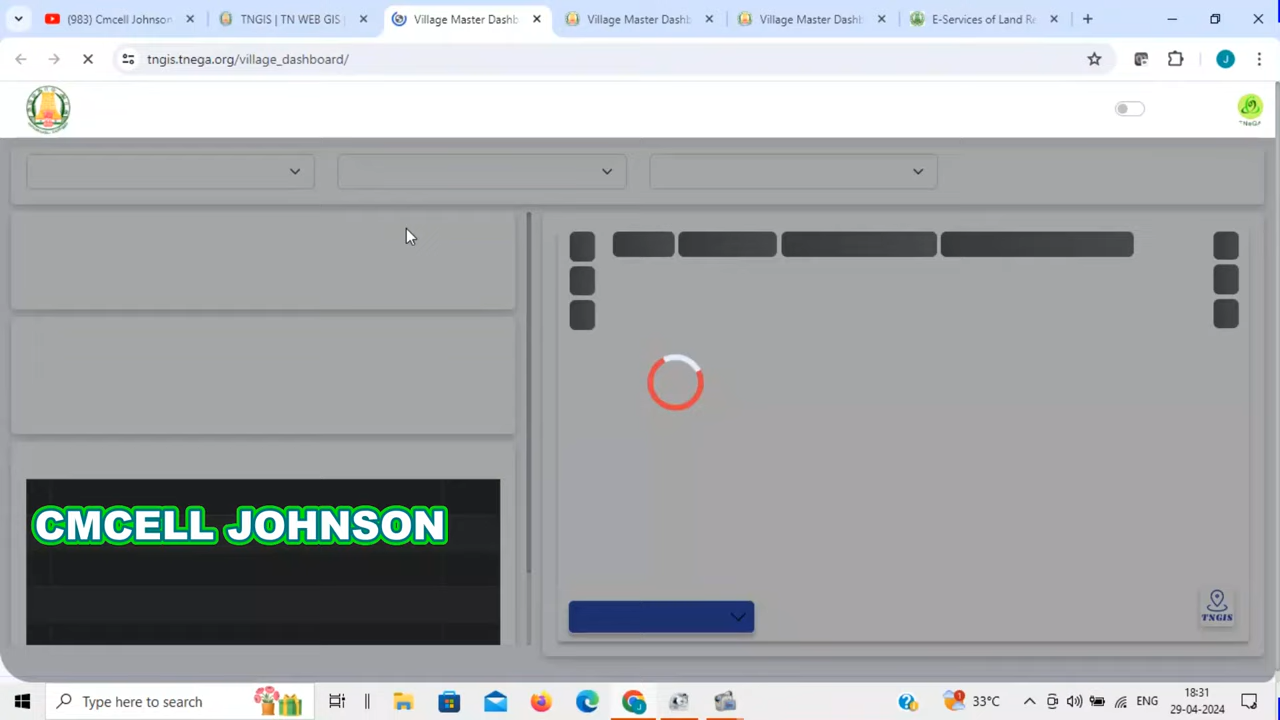 (983) Cmcell Johnson
TNGIS | TN WEB GIS |
Village Master Dashb
Village Master Dashb
Village Master Dashb
E-Services of Land Re
tngis.tnega.org/village_dashboard/
J
TNeGA
CMCELL JOHNSON
TNGIS
Type here to search
33°C
ENG
18:31
29-04-2024